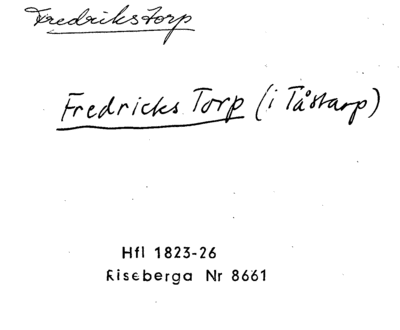 Fredrikstorp
Fredricks Torp (i Tåstarp)
Hfl 1823-26
Riseberga Nr 8661